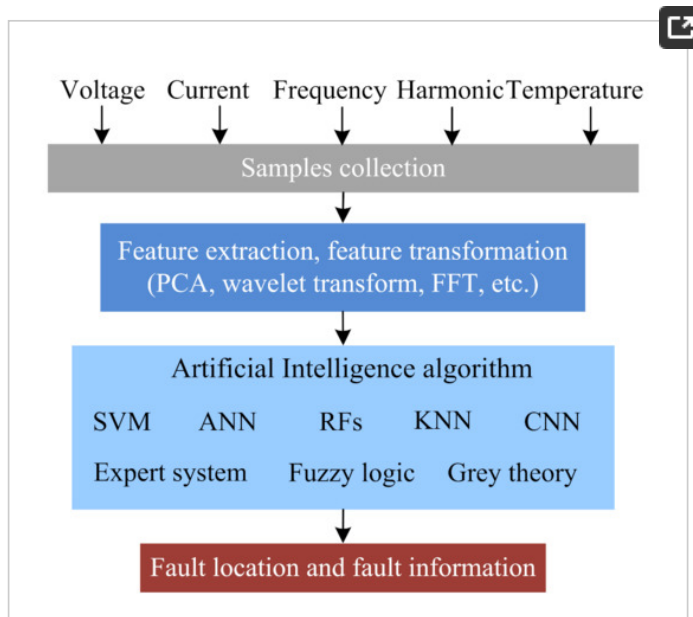 Voltage Current Frequency Harmonic Temperature
Samples collection
Feature extraction, feature transformation
(PCA, wavelet transform, FFT, etc.)
Artificial Intelligence algorithm
SVM ANN RFs KNN CNN
Expert system Fuzzy logic Grey theory
Fault location and fault information